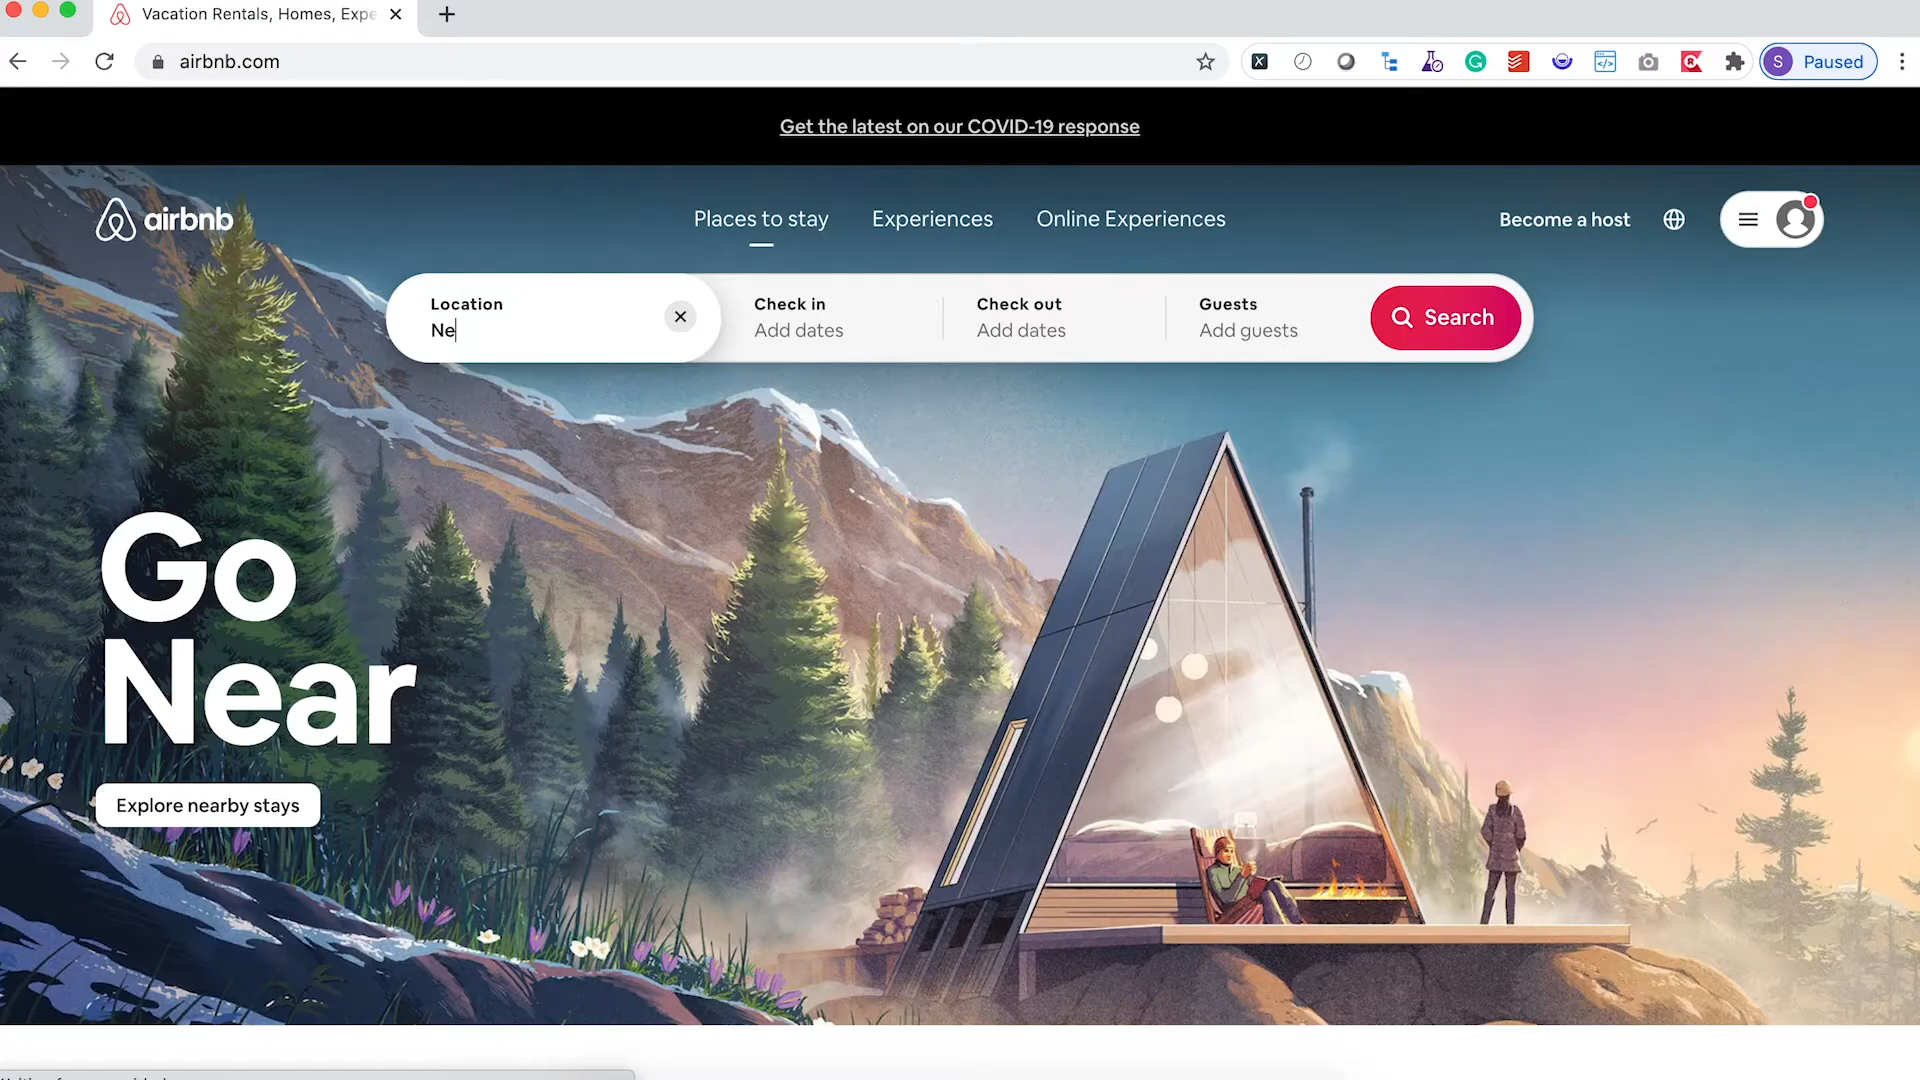 Vacation Rentals, Homes, Expe
airbnb.com
S Paused
Get the latest on our COVID-19 response
airbnb
Places to stay
Experiences
Online Experiences
Become a host
Location
Ne
Check in
Add dates
Check out
Add dates
Guests
Add guests
Search
Go
Near
Explore nearby stays